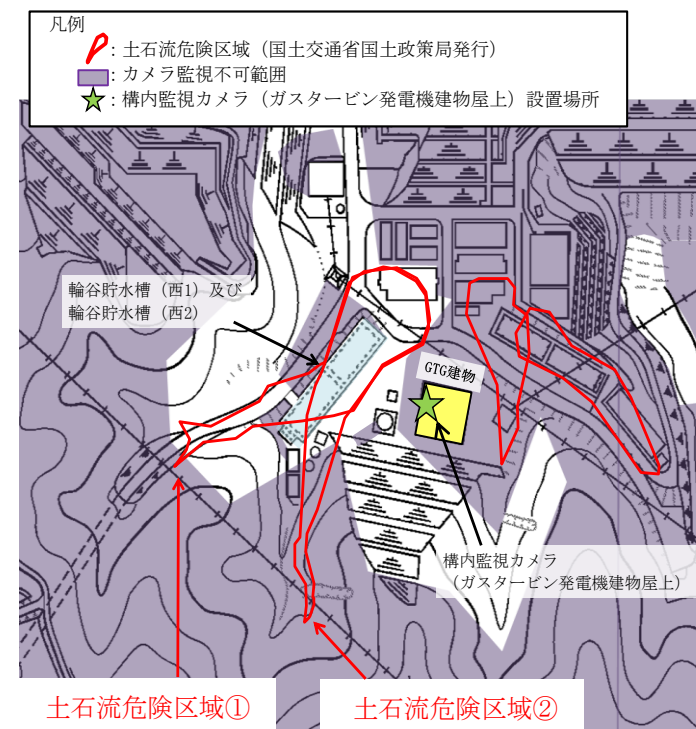 凡例
：土石流危険区域（国土交通省国土政策局発行）
：カメラ監視不可範囲
：構内監視カメラ（ガスタービン発電機建物屋上）設置場所
輪谷貯水槽（西1）及び
輪谷貯水槽（西2）
GTG建物
構内監視カメラ
（ガスタービン発電機建物屋上）
土石流危険区域①
土石流危険区域②